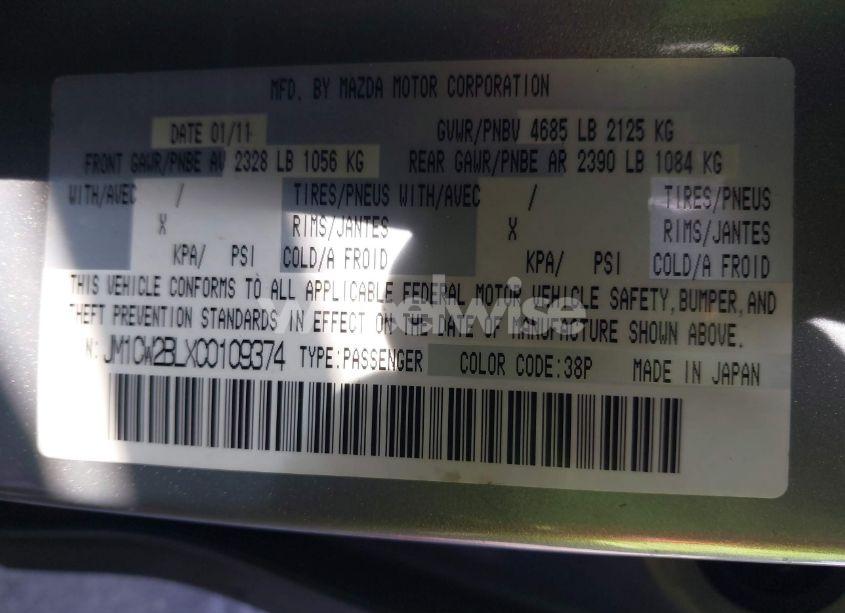 MFD. BY MAZDA MOTOR CORPORATION
DATE 01/11 GVWR/PNBV 4685 LB 2125 KG
FRONT GAWR/PNBE AV 2328 LB 1056 KG REAR GAWR/PNBE AR 2390 LB 1084 KG
WITH/AVEC / TIRES/PNEUS WITH/AVEC / TIRES/PNEUS
X RIMS/JANTES X RIMS/JANTES
KPA/ PSI COLD/A FROID KPA/ PSI COLD/A FROID
THIS VEHICLE CONFORMS TO ALL APPLICABLE FEDERAL MOTOR VEHICLE SAFETY, BUMPER, AND
THEFT PREVENTION STANDARDS IN EFFECT ON THE DATE OF MANUFACTURE SHOWN ABOVE.
N: JM1CW2BLXC0109374 TYPE:PASSENGER COLOR CODE:38P MADE IN JAPAN